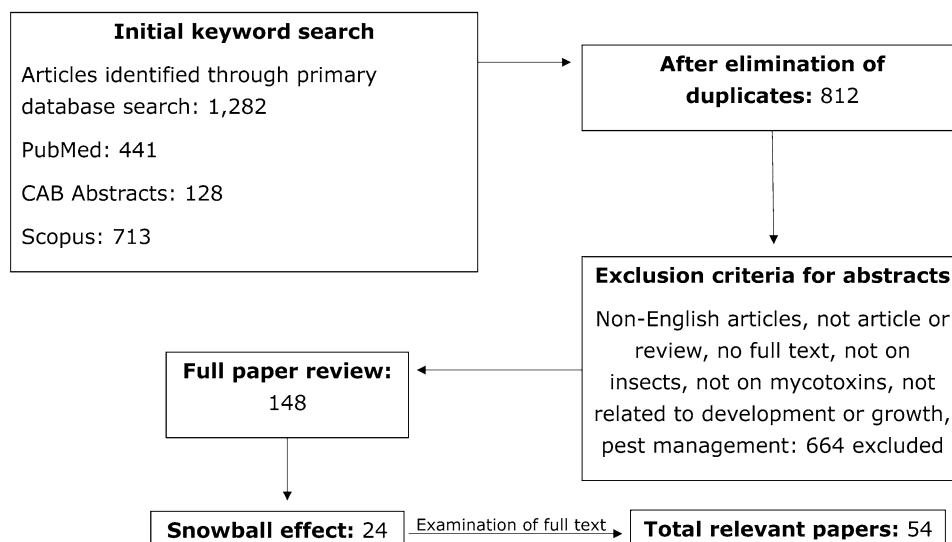 Initial keyword search
Articles identified through primary
database search: 1,282
PubMed: 441
CAB Abstracts: 128
Scopus: 713
After elimination of
duplicates: 812
Exclusion criteria for abstracts
Non-English articles, not article or
review, no full text, not on
insects, not on mycotoxins, not
related to development or growth,
pest management: 664 excluded
Full paper review:
148
Snowball effect: 24
Examination of full text
Total relevant papers: 54